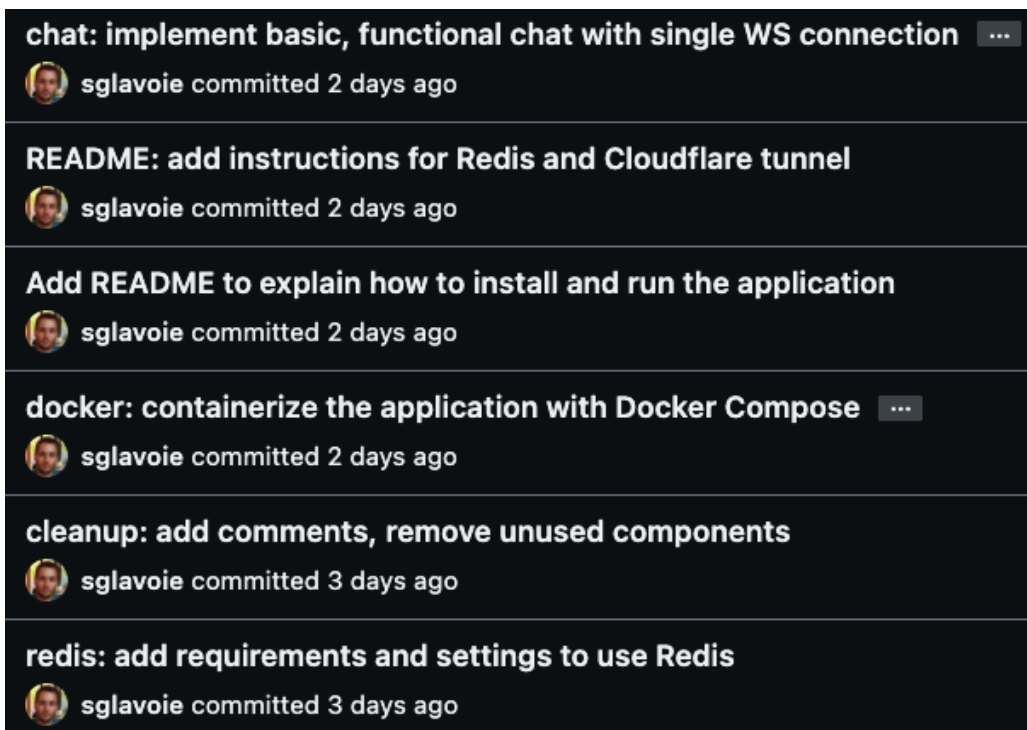 chat: implement basic, functional chat with single WS connection ...
sglavoie committed 2 days ago
README: add instructions for Redis and Cloudflare tunnel
sglavoie committed 2 days ago
Add README to explain how to install and run the application
sglavoie committed 2 days ago
docker: containerize the application with Docker Compose ...
sglavoie committed 2 days ago
cleanup: add comments, remove unused components
sglavoie committed 3 days ago
redis: add requirements and settings to use Redis
sglavoie committed 3 days ago